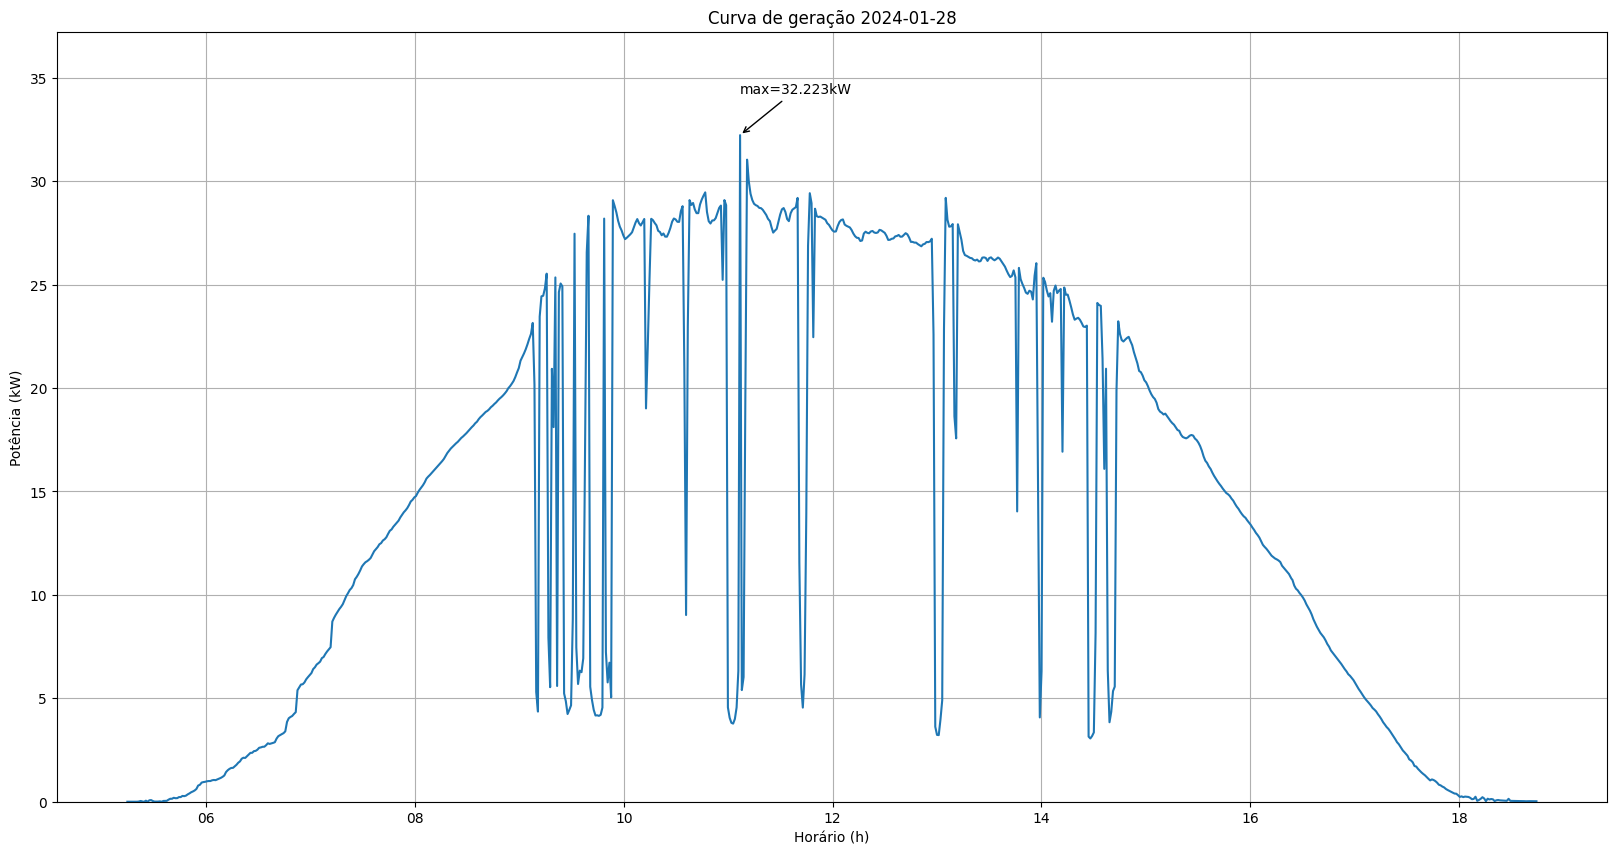 Curva de geração 2024-01-28
max=32.223kW
Potência (kW)
35
30
25
20
15
10
5
0
06 08 10 12 14 16 18
Horário (h)